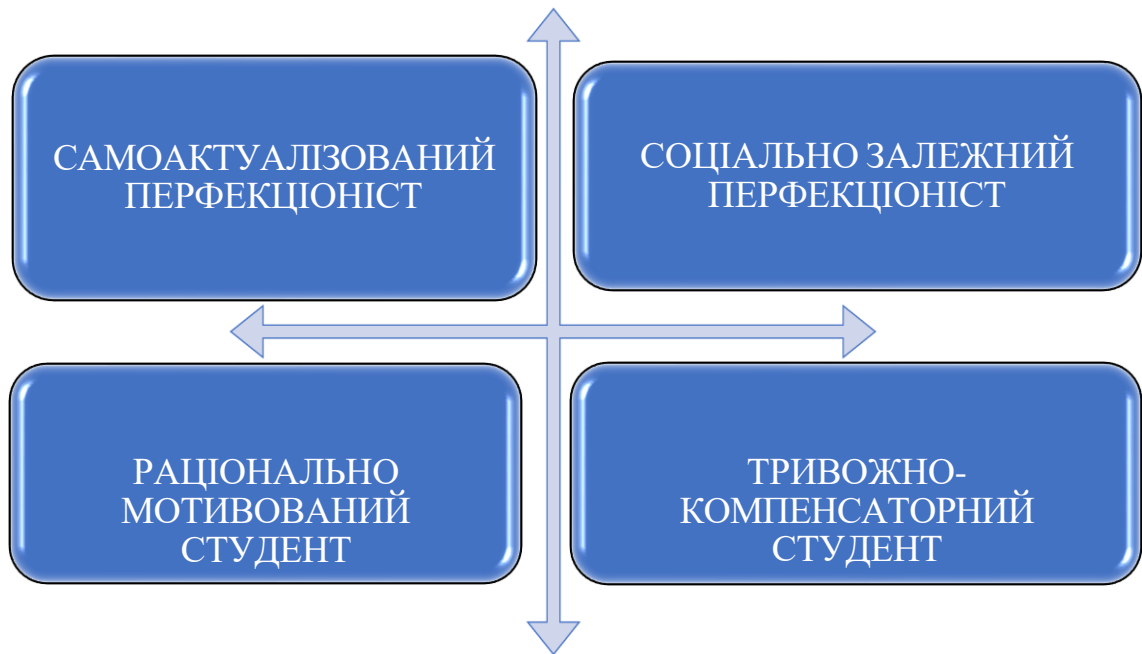 САМОАКТУАЛІЗОВАНИЙ
ПЕРФЕКЦІОНІСТ
СОЦІАЛЬНО ЗАЛЕЖНИЙ
ПЕРФЕКЦІОНІСТ
РАЦІОНАЛЬНО
МОТИВОВАНИЙ
СТУДЕНТ
ТРИВОЖНО-
КОМПЕНСАТОРНИЙ
СТУДЕНТ